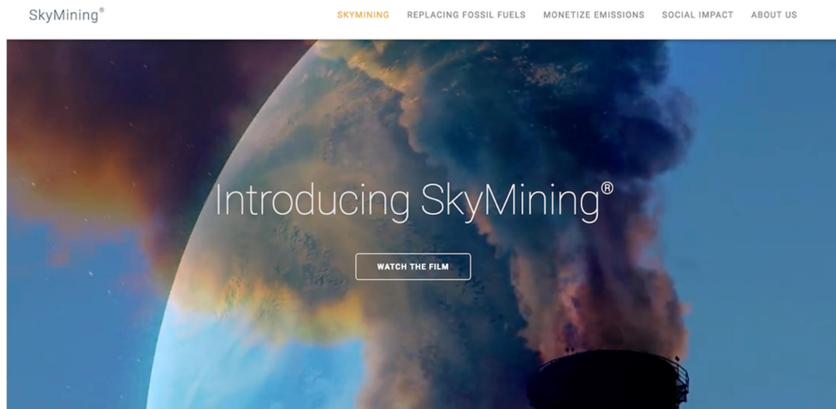 SkyMining®
SKYMINING REPLACING FOSSIL FUELS MONETIZE EMISSIONS SOCIAL IMPACT ABOUT US
Introducing SkyMining®
WATCH THE FILM